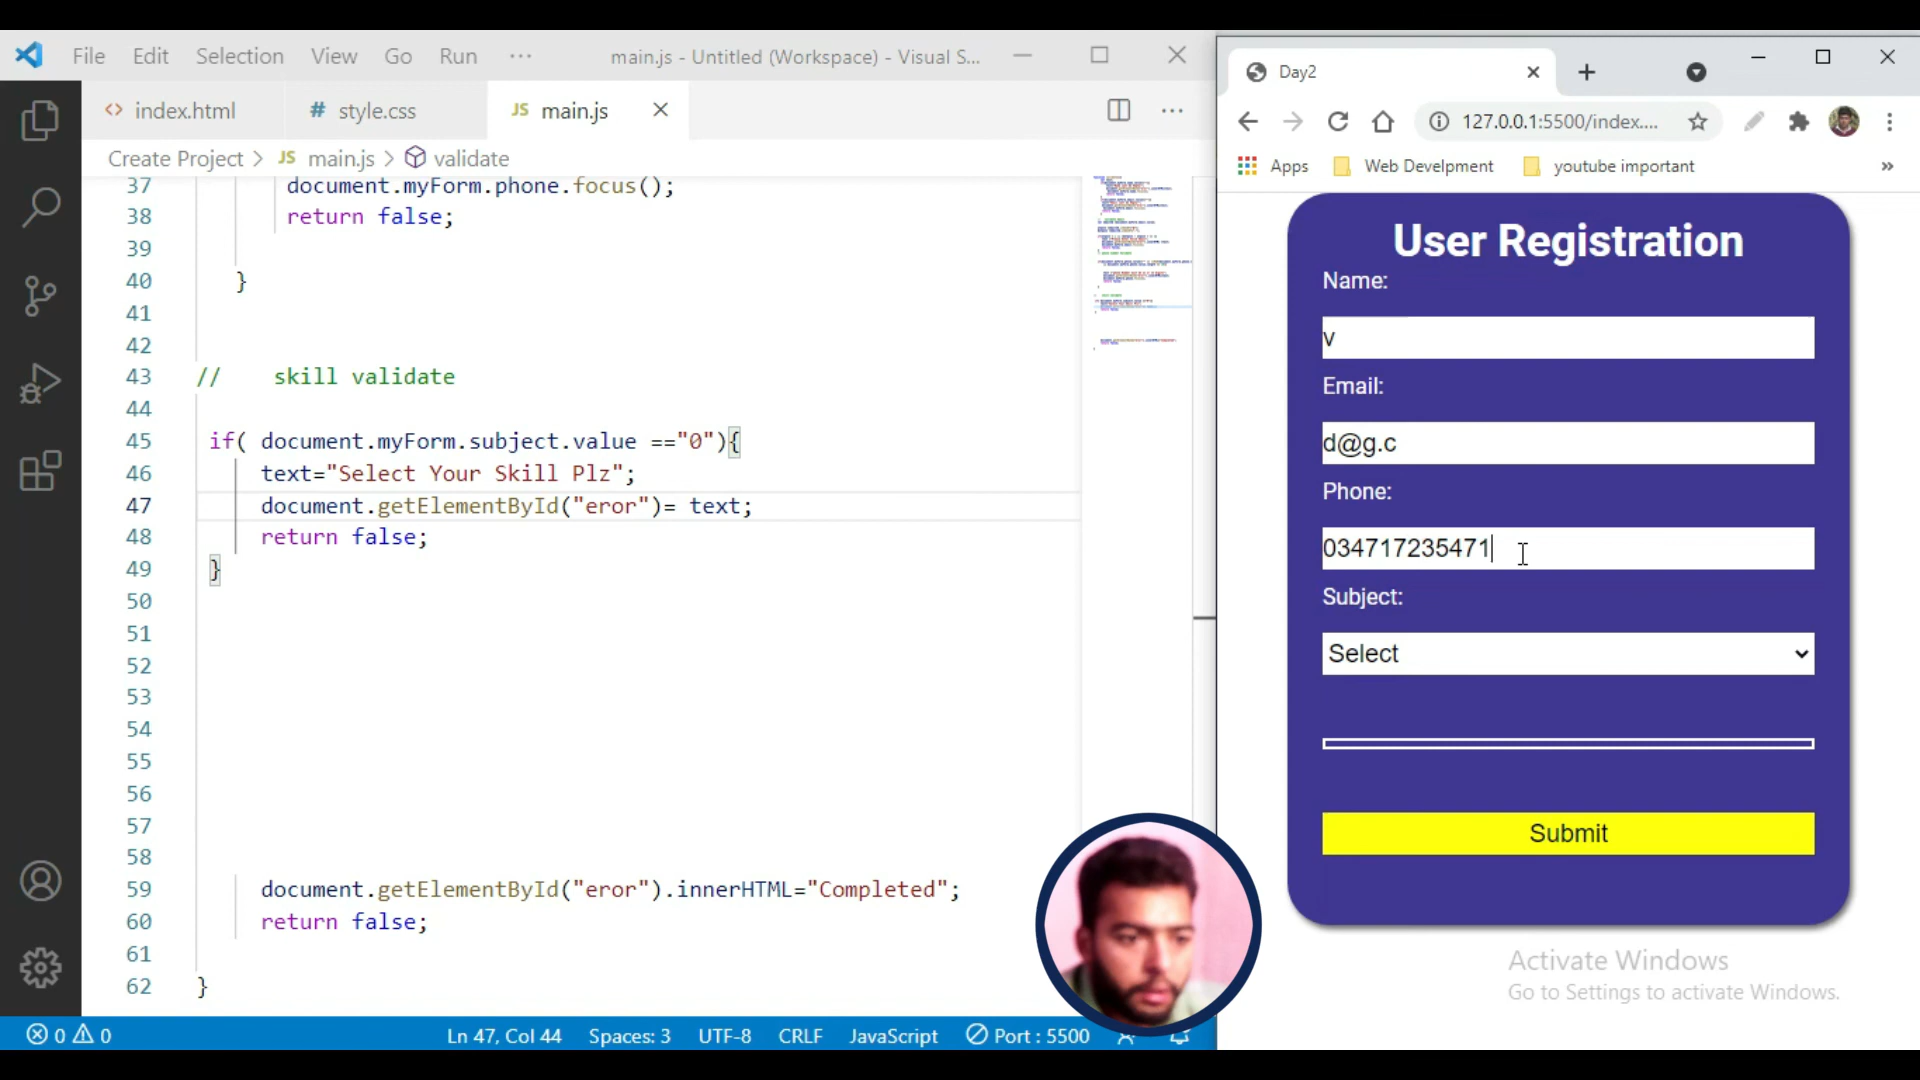 File Edit Selection View Go Run ··· main.js - Untitled (Workspace) - Visual S...
index.html # style.css JS main.js
Create Project > JS main.js > validate
37 document.myForm.phone.focus();
38 return false;
39
40 }
41
42
43 // skill validate
44
45 if( document.myForm.subject.value =="0"){
46 text="Select Your Skill Plz";
47 document.getElementById("eror")= text;
48 return false;
49 }
50
51
52
53
54
55
56
57
58
59 document.getElementById("eror").innerHTML="Completed";
60 return false;
61
62 }
0 0 Ln 47, Col 44 Spaces: 3 UTF-8 CRLF JavaScript Port : 5500
Day2
127.0.0.1:5500/index....
Apps Web Develpment youtube important »
User Registration
Name:
v
Email:
d@g.c
Phone:
034717235471
Subject:
Select
Submit
Activate Windows
Go to Settings to activate Windows.